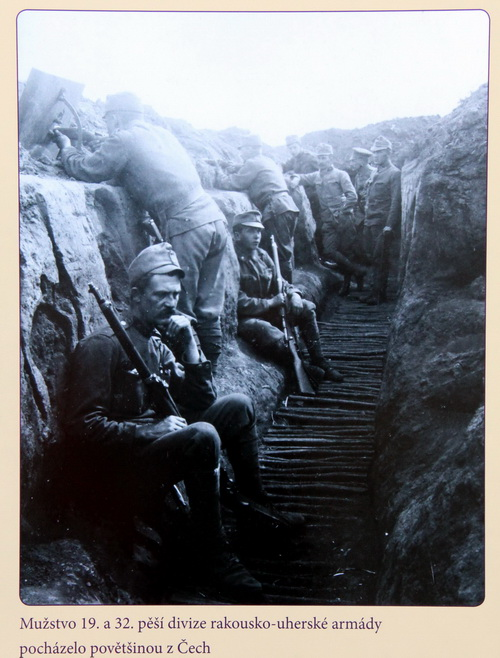 Mužstvo 19. a 32. pěší divize rakousko-uherské armády
pocházelo povětšinou z Čech